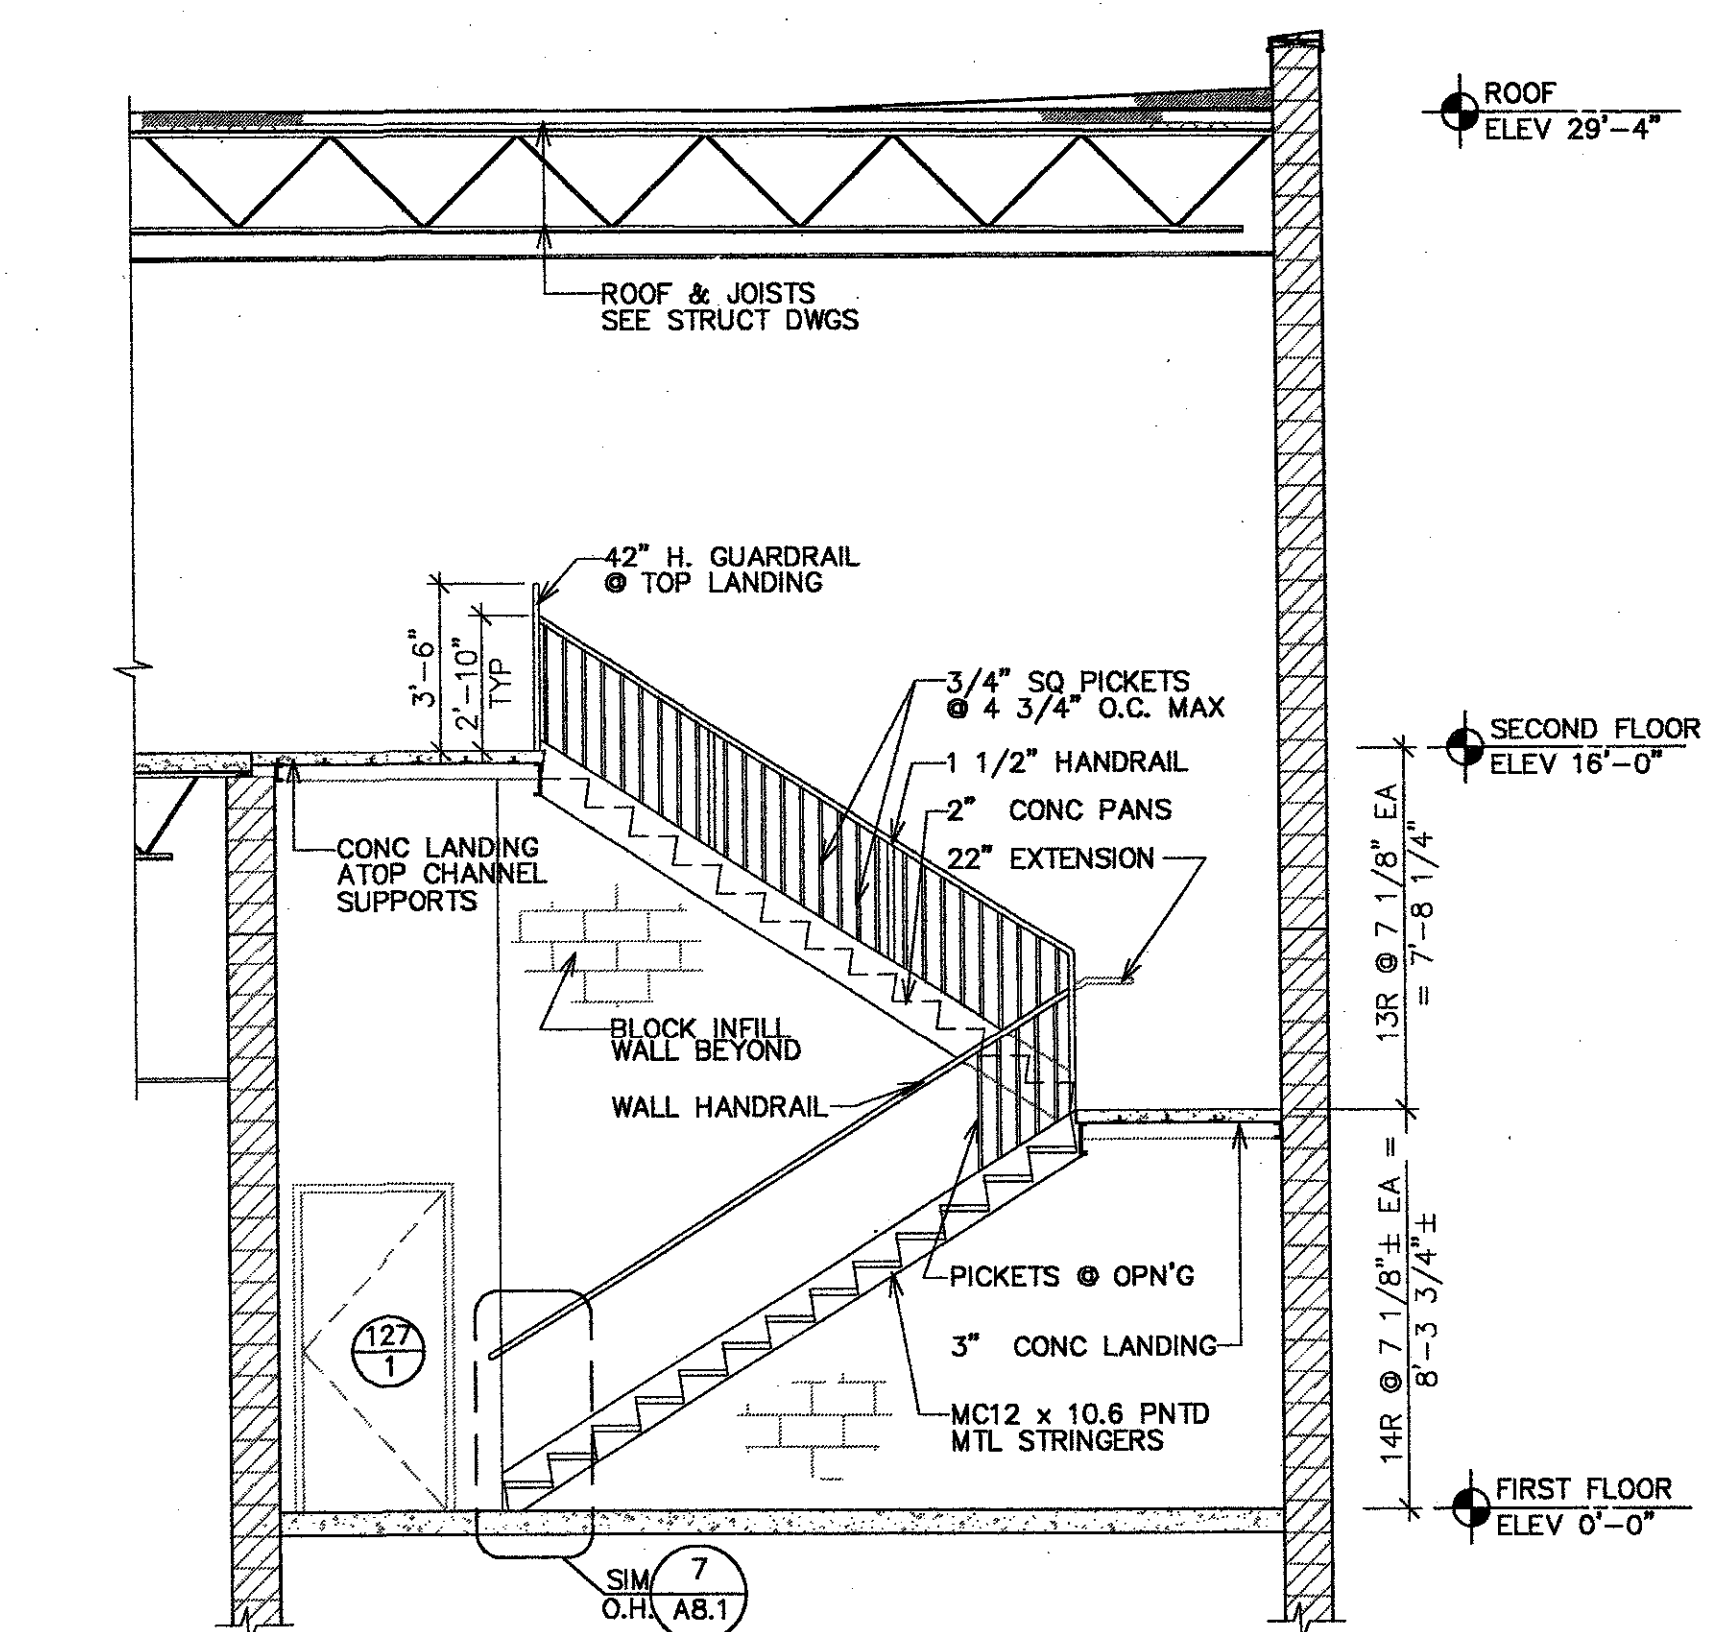 ROOF
ELEV 29'-4"
ROOF & JOISTS
SEE STRUCT DWGS
42" H. GUARDRAIL
@ TOP LANDING
3'-6"
2'-10"
TYP
3/4" SQ PICKETS
@ 4 3/4" O.C. MAX
1 1/2" HANDRAIL
2" CONC PANS
22" EXTENSION
SECOND FLOOR
ELEV 16'-0"
CONC LANDING
ATOP CHANNEL
SUPPORTS
13R @ 7 1/8" EA
= 7'-8 1/4"
BLOCK INFILL
WALL BEYOND
WALL HANDRAIL
PICKETS @ OPN'G
3" CONC LANDING
MC12 x 10.6 PNTD
MTL STRINGERS
14R @ 7 1/8"± EA =
8'-3 3/4"±
127
1
FIRST FLOOR
ELEV 0'-0"
SIM
O.H.
7
A8.1